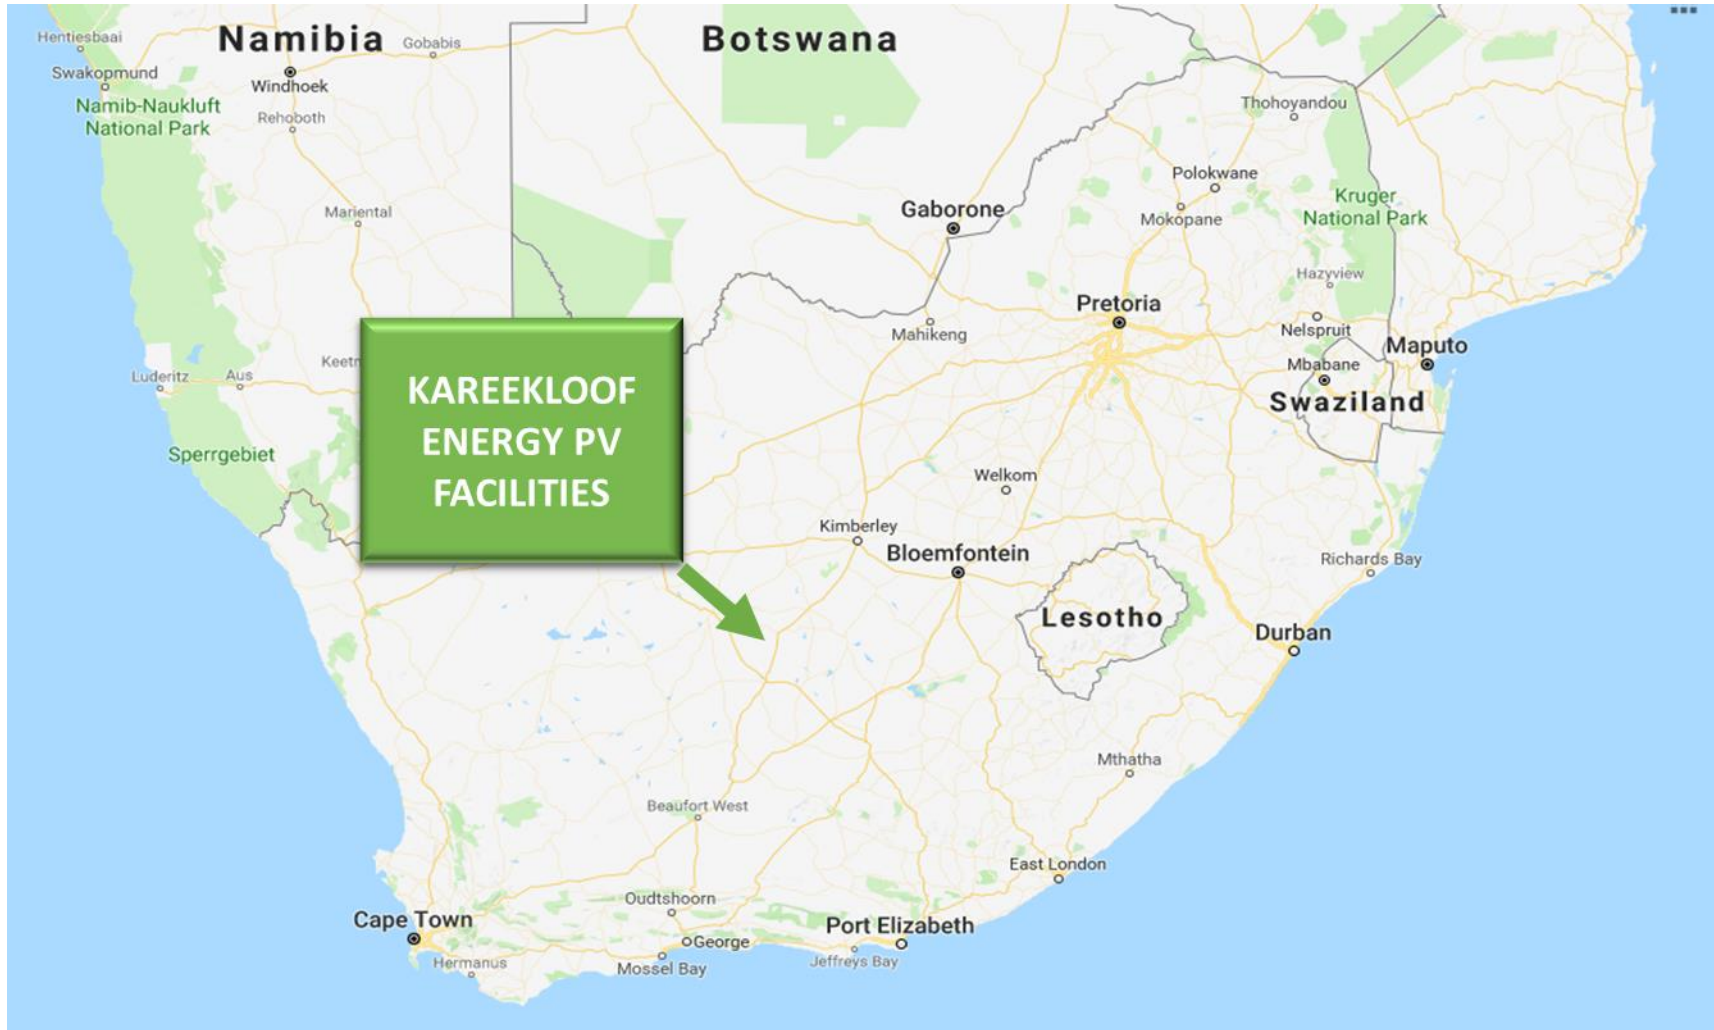 Hentiesbaai
Namibia
Gobabis
Botswana
Swakopmund
Windhoek
Namib-Naukluft
National Park
Rehoboth
Thohoyandou
Polokwane
Kruger
National Park
Mariental
Gaborone
Mokopane
Hazyview
Pretoria
Mahikeng
Nelspruit
Maputo
Mbabane
Keetm
Luderitz
Aus
Swaziland
KAREEKLOOF
ENERGY PV
FACILITIES
Sperrgebiet
Welkom
Kimberley
Bloemfontein
Richards Bay
Lesotho
Durban
Mthatha
Beaufort West
East London
Oudtshoorn
Cape Town
Port Elizabeth
George
Hermanus
Mossel Bay
Jeffreys Bay